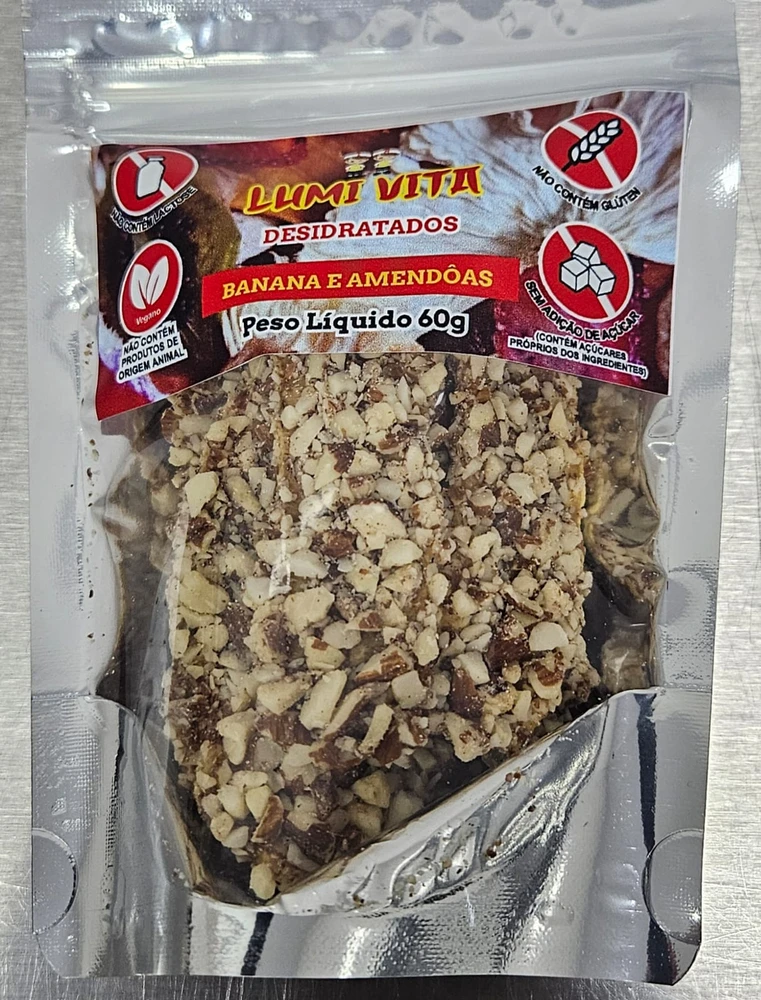 NÃO CONTÉM LACTOSE
LUMI VITA
DESIDRATADOS
NÃO CONTÉM GLÚTEN
BANANA E AMENDÔAS
Peso Líquido 60g
Vegano
NÃO CONTÉM
PRODUTOS DE
ORIGEM ANIMAL
SEM ADIÇÃO DE AÇÚCAR
(CONTÉM AÇÚCARES
PRÓPRIOS DOS INGREDIENTES)